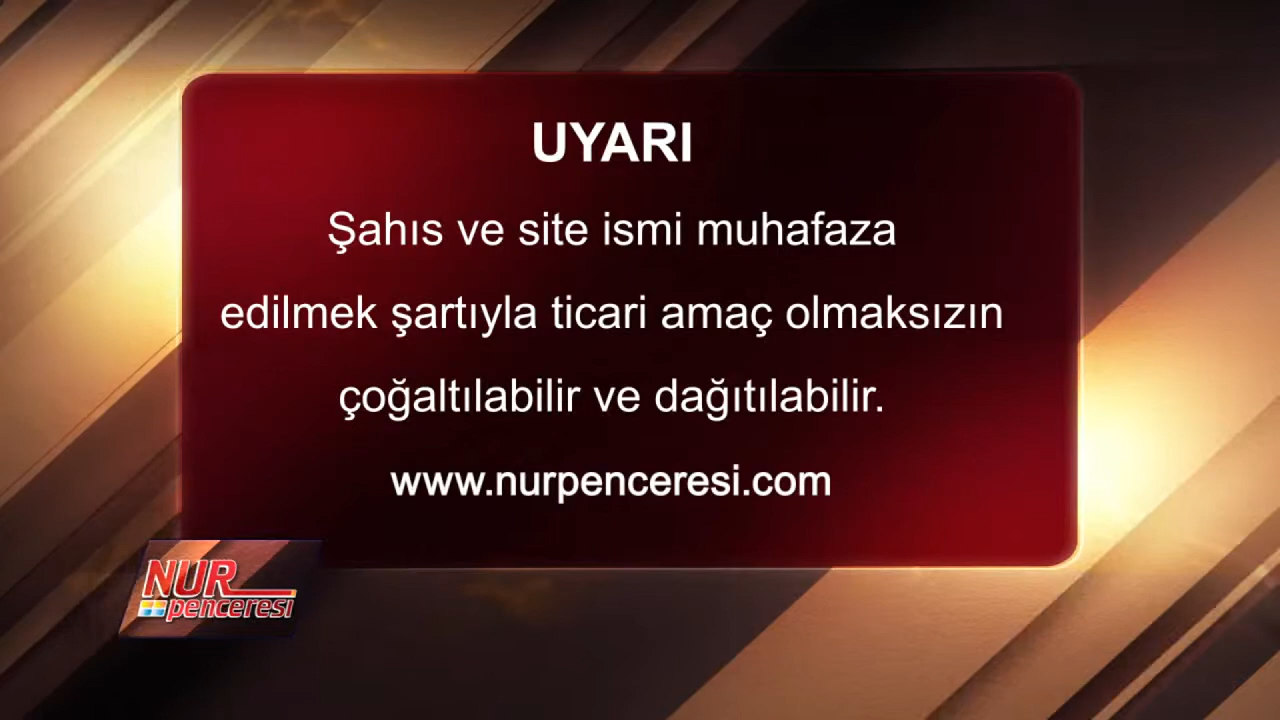 UYARI
Şahıs ve site ismi muhafaza
edilmek şartıyla ticari amaç olmaksızın
çoğaltılabilir ve dağıtılabilir.
www.nurpenceresi.com
NUR
penceresi